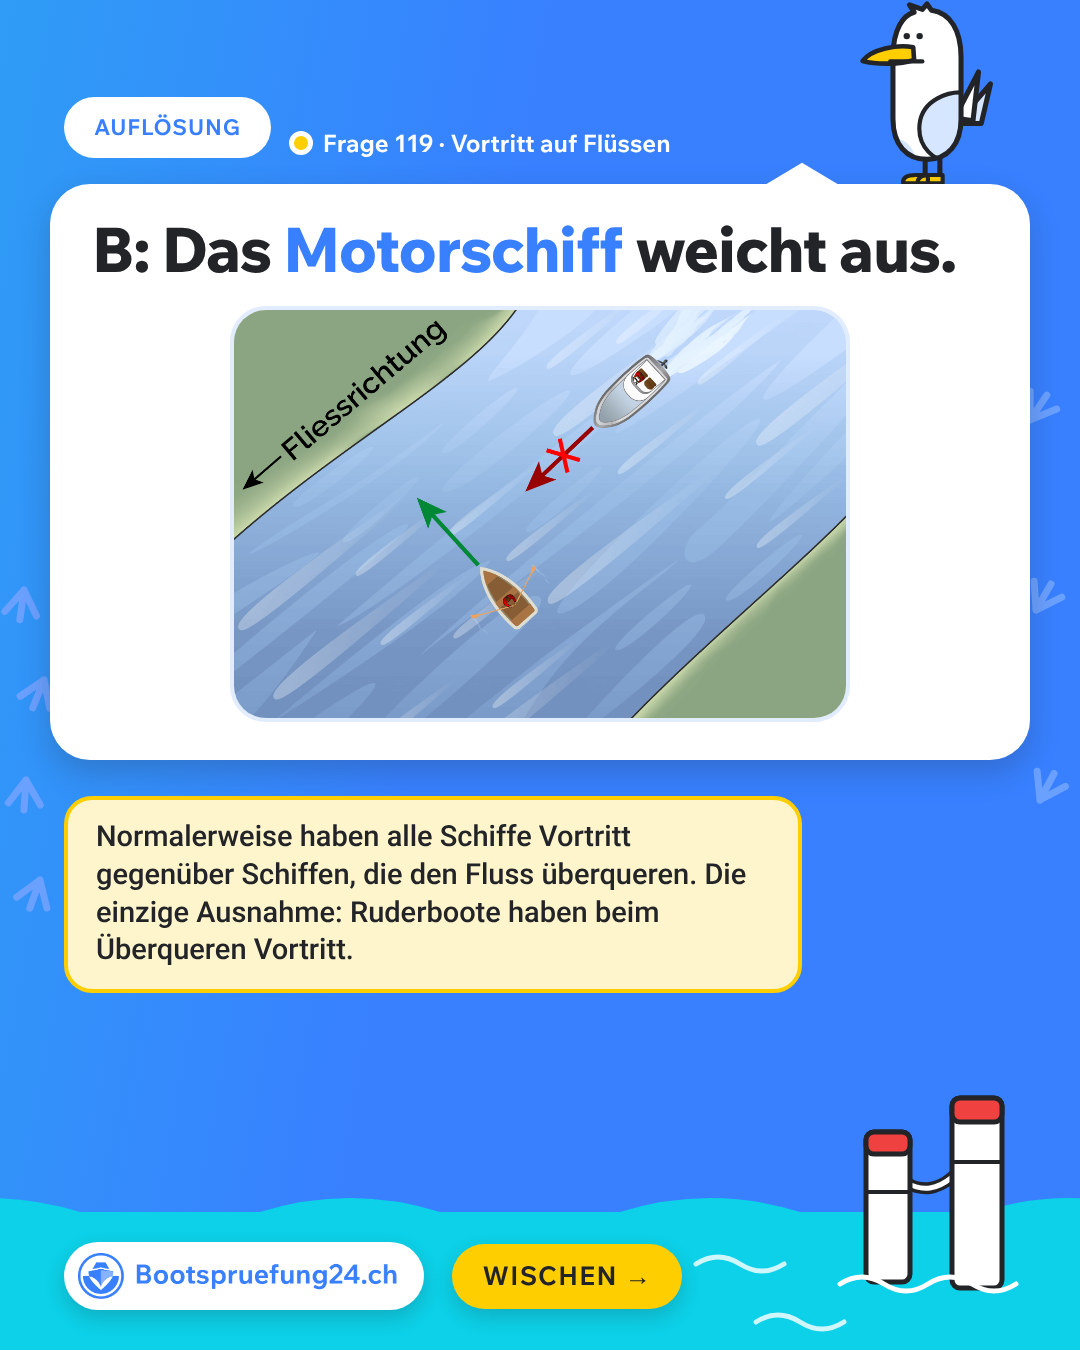 AUFLÖSUNG
Frage 119 · Vortritt auf Flüssen
B: Das Motorschiff weicht aus.
Fliessrichtung
Normalerweise haben alle Schiffe Vortritt
gegenüber Schiffen, die den Fluss überqueren. Die
einzige Ausnahme: Ruderboote haben beim
Überqueren Vortritt.
Bootspruefung24.ch
WISCHEN →